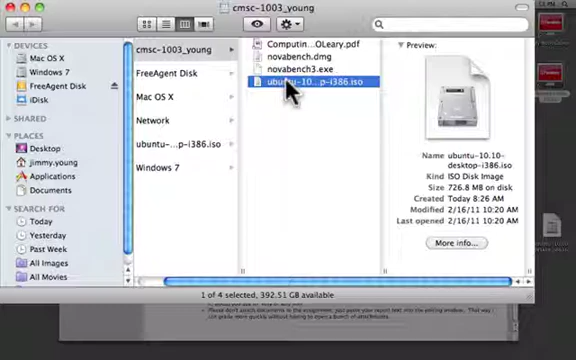 cmsc-1003_young
DEVICES
Mac OS X
Windows 7
FreeAgent Disk
iDisk
SHARED
PLACES
Desktop
jimmy.young
Applications
Documents
SEARCH FOR
Today
Yesterday
Past Week
All Images
All Movies
cmsc-1003_young
FreeAgent Disk
Mac OS X
Network
ubuntu-...p-i386.iso
Windows 7
Computin...OLeary.pdf
novabench.dmg
novabench3.exe
ubuntu-10...p-i386.iso
Preview:
Name ubuntu-10.10-
desktop-i386.iso
Kind ISO Disk Image
Size 726.8 MB on disk
Created Today 8:26 AM
Modified 2/16/11 10:20 AM
Last opened 2/16/11 10:20 AM
More info...
1 of 4 selected, 392.51 GB available